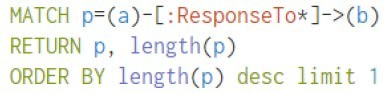 MATCH p=(a)-[:ResponseTo*]->(b)
RETURN p, length(p)
ORDER BY length(p) desc limit 1